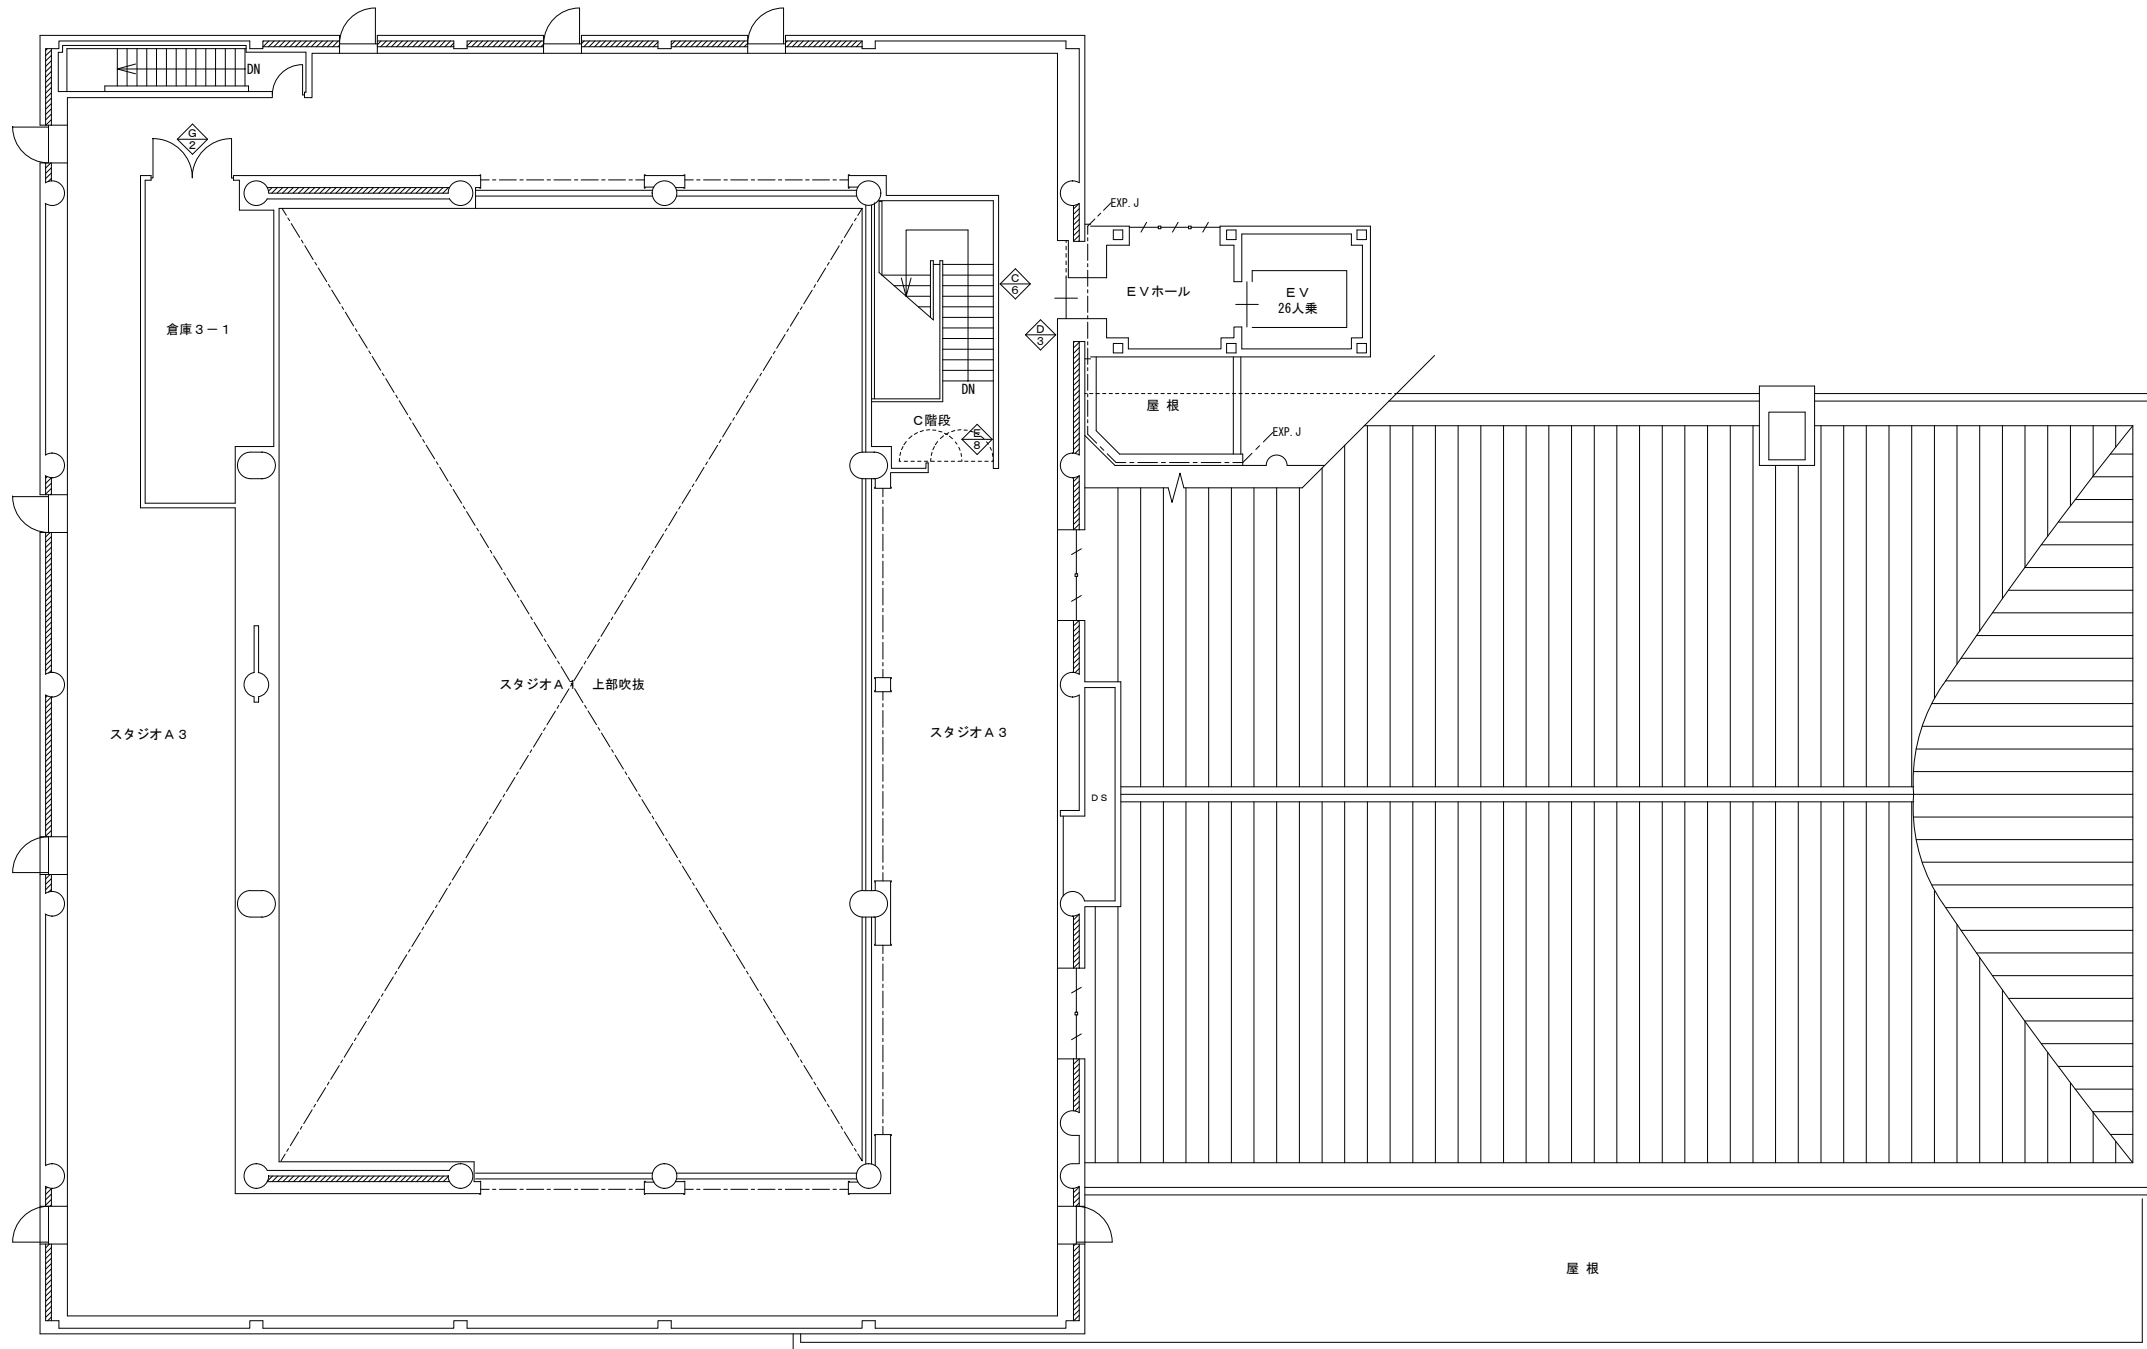 DN
G
2
EXP.J
C
6
EVホール
EV
26人乗
倉庫3-1
D
3
DN
屋 根
C階段
E
8
EXP.J
スタジオA1 上部吹抜
スタジオA3
スタジオA3
DS
屋 根